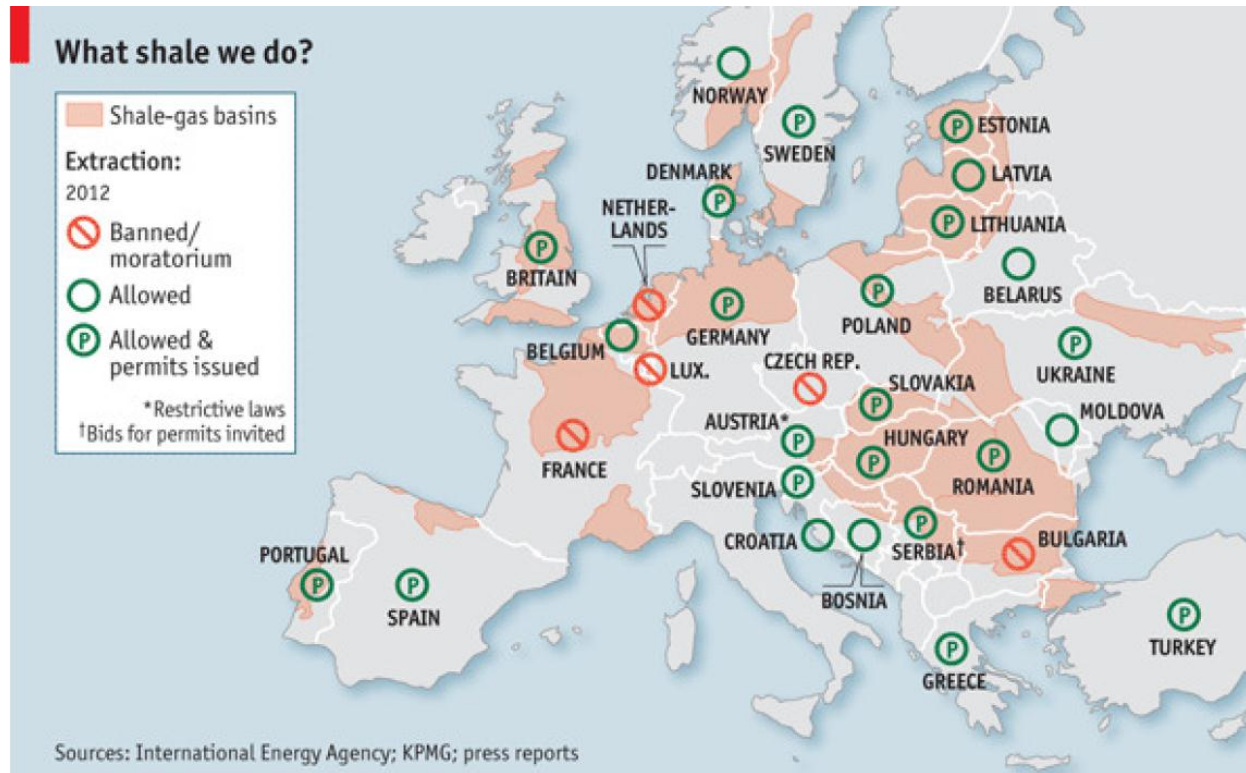 What shale we do?
Shale-gas basins
Extraction:
2012
Banned/
moratorium
Allowed
Allowed &
permits issued
*Restrictive laws
†Bids for permits invited
NORWAY
SWEDEN
P
ESTONIA
P
LATVIA
LITHUANIA
P
DENMARK
P
NETHER-
LANDS
BRITAIN
P
BELARUS
GERMANY
P
POLAND
P
BELGIUM
LUX.
CZECH REP.
SLOVAKIA
P
UKRAINE
P
MOLDOVA
AUSTRIA*
P
HUNGARY
P
FRANCE
SLOVENIA
P
ROMANIA
P
CROATIA
BOSNIA
SERBIA†
P
BULGARIA
PORTUGAL
P
SPAIN
P
GREECE
P
TURKEY
P
P
Sources: International Energy Agency; KPMG; press reports